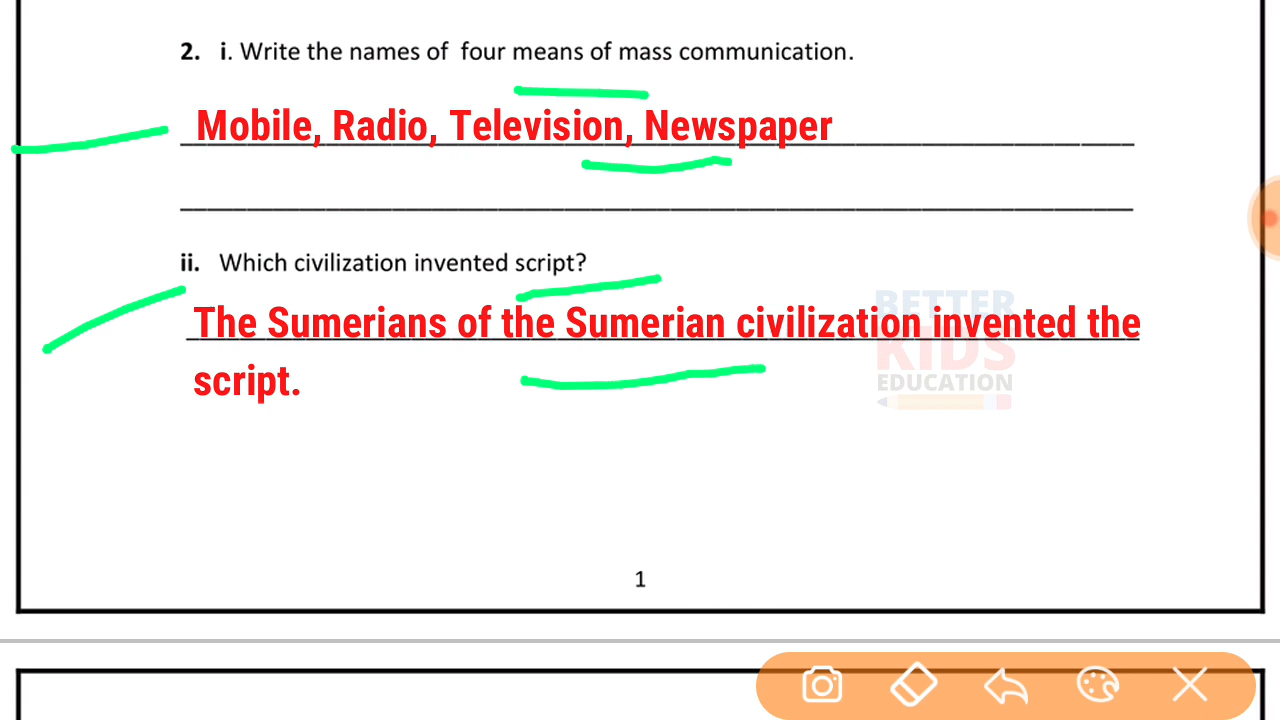 2. i. Write the names of four means of mass communication.
Mobile, Radio, Television, Newspaper
ii. Which civilization invented script?
The Sumerians of the Sumerian civilization invented the
script.
BETTER
KIDS
EDUCATION
1